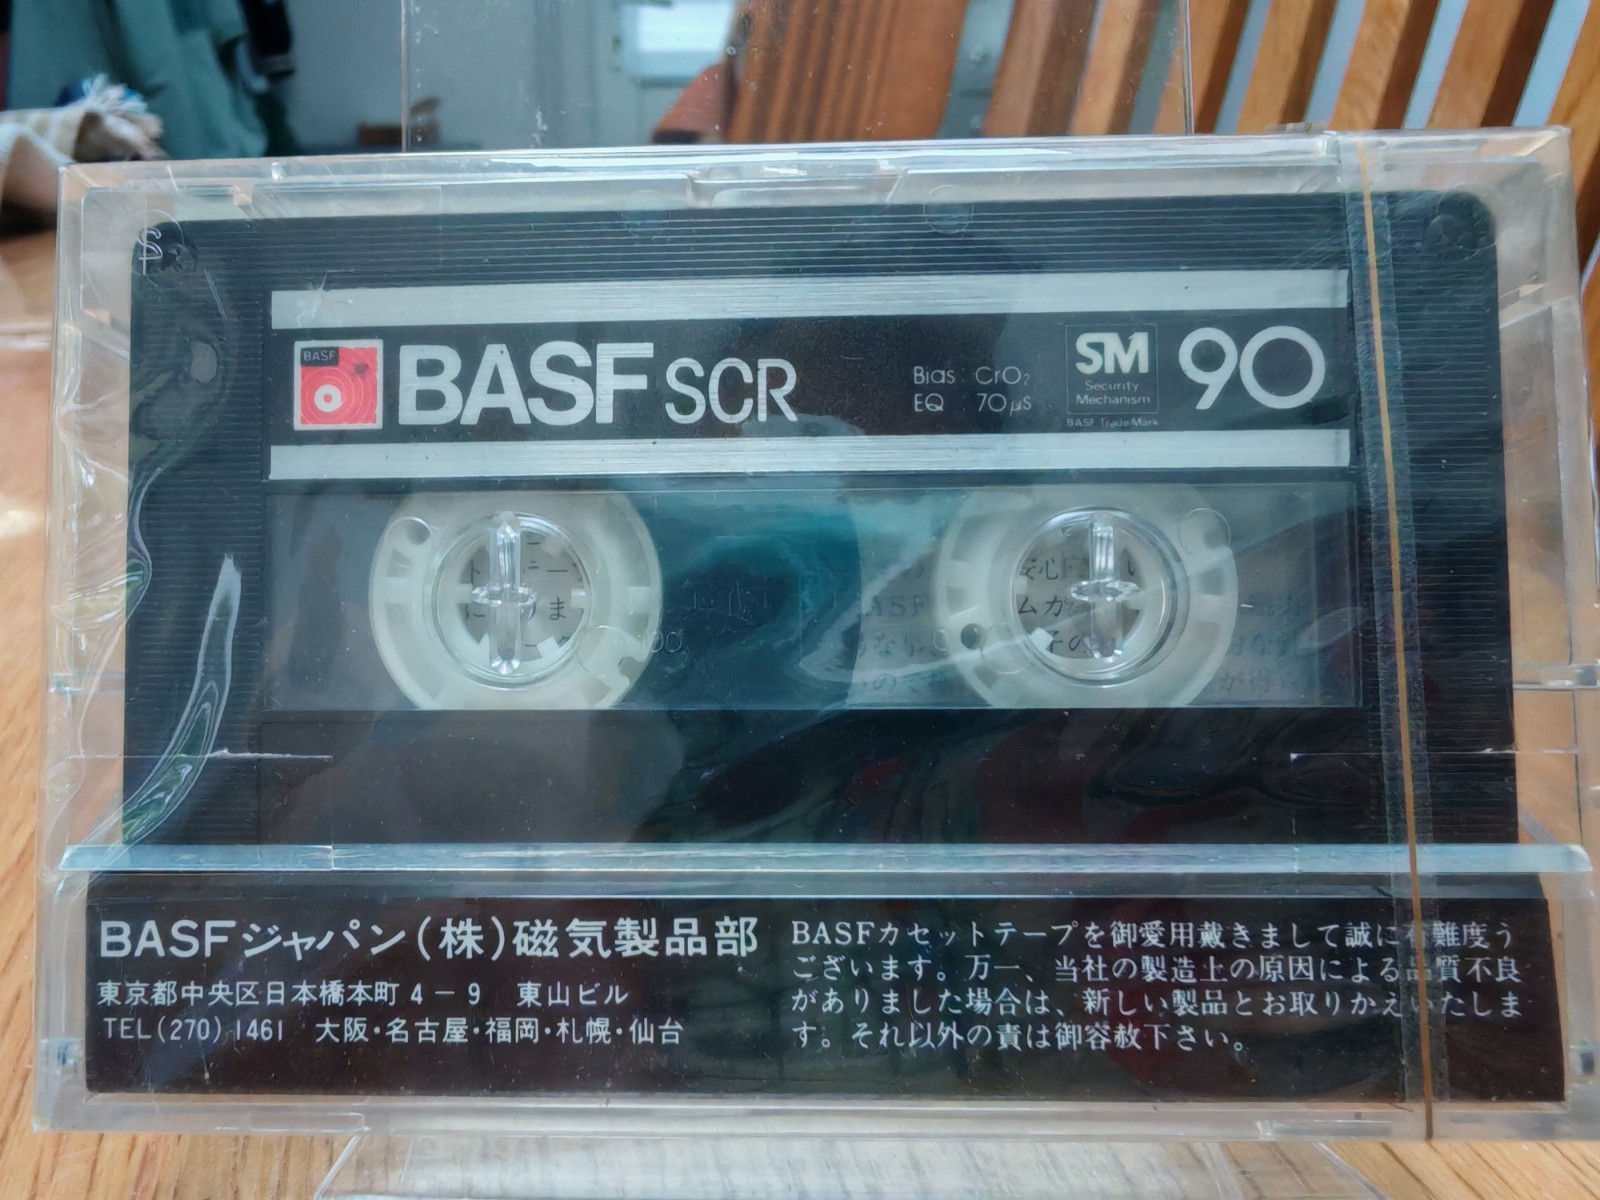 BASF
BASF SCR
Bias : CrO₂
EQ : 70μs
SM
Security
Mechanism
BASF Trade Mark
90
BASFジャパン(株)磁気製品部
東京都中央区日本橋本町4-9 東山ビル
TEL(270)1461 大阪・名古屋・福岡・札幌・仙台
BASFカセットテープを御愛用戴きまして誠に有難度う
ございます。万一、当社の製造上の原因による品質不良
がありました場合は、新しい製品とお取りかえいたしま
す。それ以外の責は御容赦下さい。